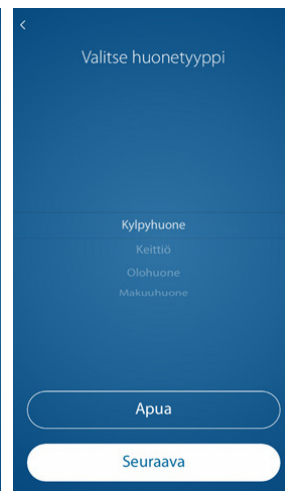 Valitse huonetyyppi
Kylpyhuone
Keittiö
Olohuone
Makuuhuone
Apua
Seuraava